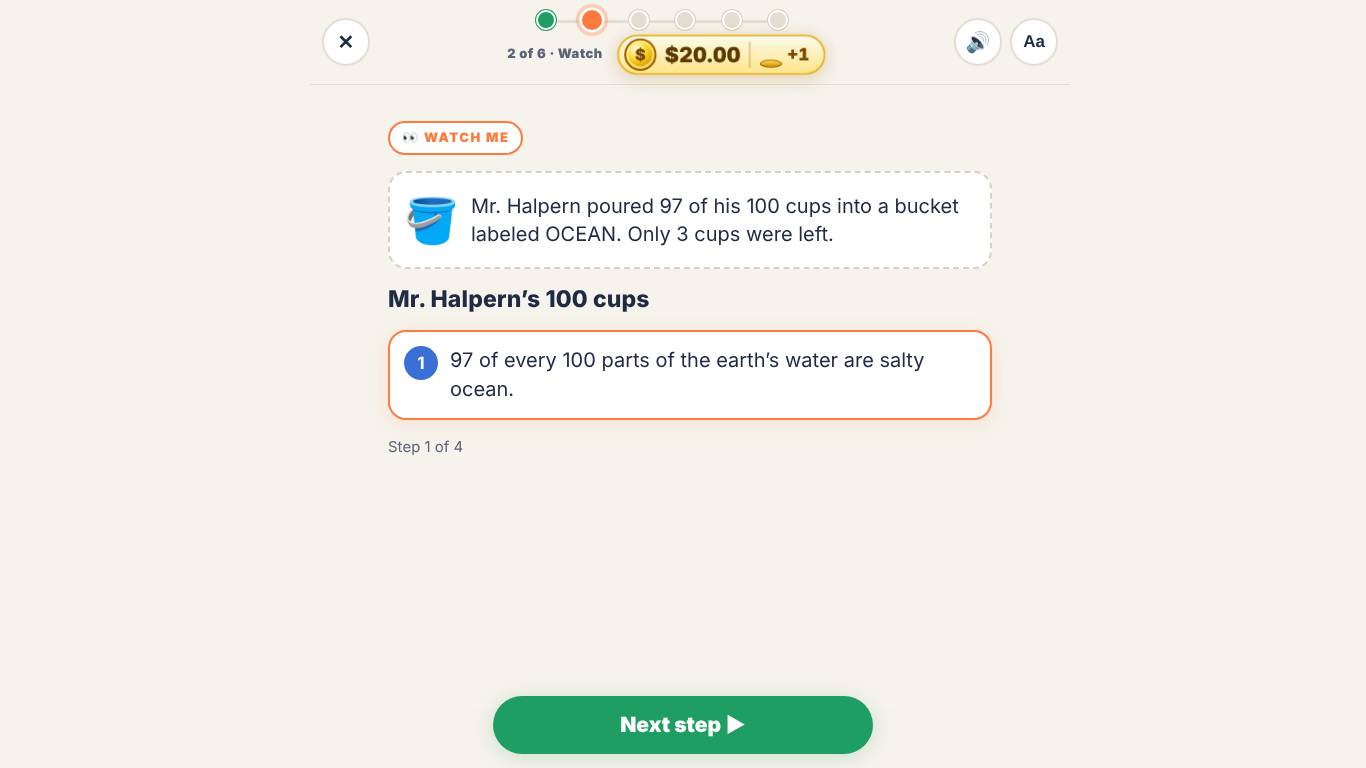 ✕
2 of 6 · Watch
$ $20.00 +1
Aa
WATCH ME
Mr. Halpern poured 97 of his 100 cups into a bucket
labeled OCEAN. Only 3 cups were left.
Mr. Halpern’s 100 cups
1 97 of every 100 parts of the earth’s water are salty
ocean.
Step 1 of 4
Next step ▶